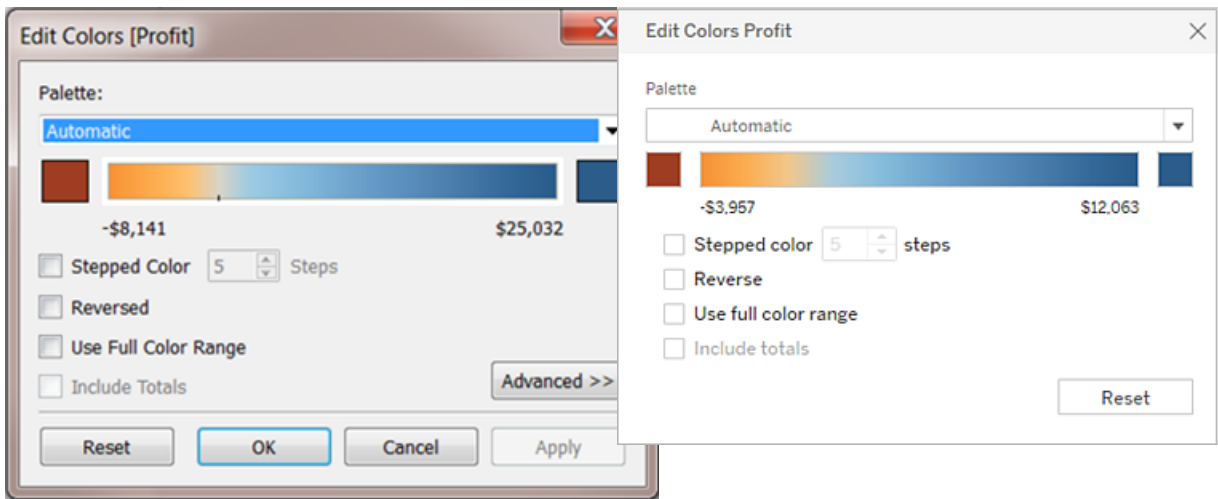 Edit Colors [Profit]
Palette:
Automatic
-$8,141 $25,032
Stepped Color 5 Steps
Reversed
Use Full Color Range
Include Totals
Advanced >>
Reset OK Cancel Apply
Edit Colors Profit
Palette
Automatic
-$3,957 $12,063
Stepped color 5 steps
Reverse
Use full color range
Include totals
Reset